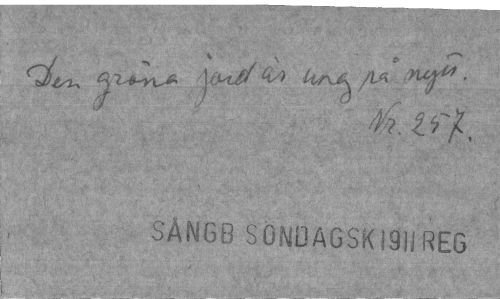 Den gröna jord är ung på nytt.
Nr. 257.
SÅNGB SÖNDAGSK 1911 REG